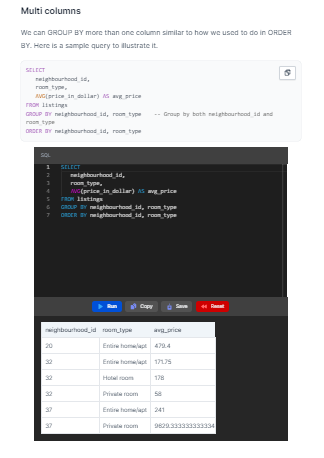 Multi columns
We can GROUP BY more than one column similar to how we used to do in ORDER
BY. Here is a sample query to illustrate it.
SELECT
neighbourhood_id,
room_type,
AVG(price_in_dollar) AS avg_price
FROM listings
GROUP BY neighbourhood_id, room_type -- Group by both neighbourhood_id and
room_type
ORDER BY neighbourhood_id, room_type
SQL
1 SELECT
2 neighbourhood_id,
3 room_type,
4 AVG(price_in_dollar) AS avg_price
5 FROM listings
6 GROUP BY neighbourhood_id, room_type
7 ORDER BY neighbourhood_id, room_type
Run Copy Save Reset
neighbourhood_id room_type avg_price
20 Entire home/apt 479.4
32 Entire home/apt 171.75
32 Hotel room 178
32 Private room 58
37 Entire home/apt 241
37 Private room 9629.333333333334